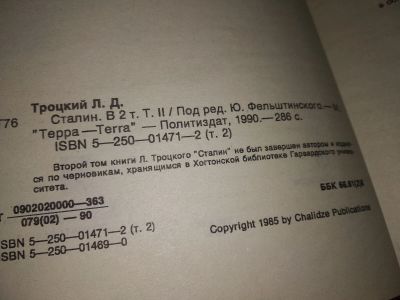 Троцкий Л. Д.
Т76
Сталин. В 2 т. Т. II / Под ред. Ю. Фельштинского.—
"Терра—Terra" — Политиздат, 1990.— 286 с.
ISBN 5—250—01471—2 (т. 2)
Второй том книги Л. Троцкого "Сталин" не был завершен автором и
ся по черновикам, хранящимся в Хогтонской библиотеке Гарвардского
ситета.
0902020000—363
079(02) — 90
ББК
ISBN 5—250—01471—2 (т. 2)
ISBN 5—250—01469—0
Copyright 1985 by Chalidze Publications